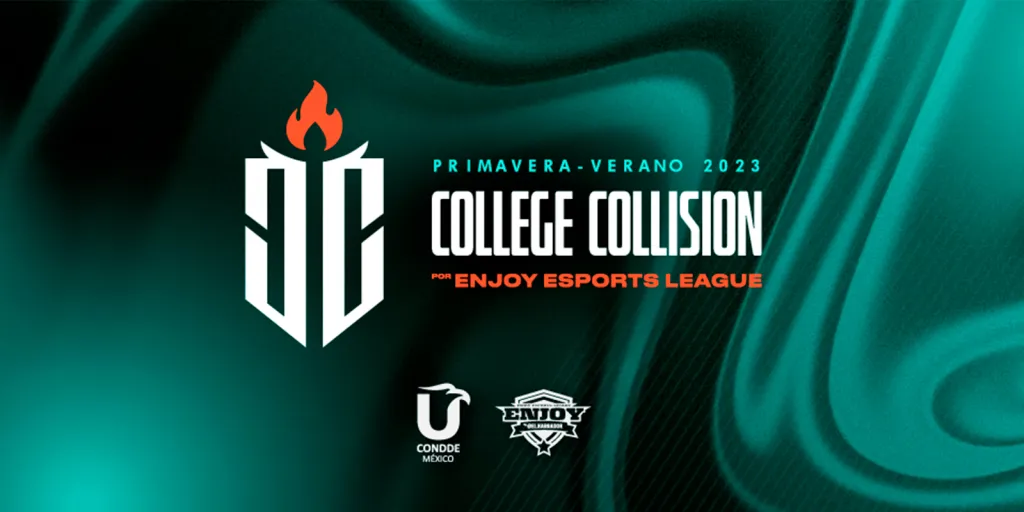 PRIMAVERA-VERANO 2023
COLLEGE COLLISION
POR ENJOY ESPORTS LEAGUE
CONDDE
MÉXICO
ENJOY